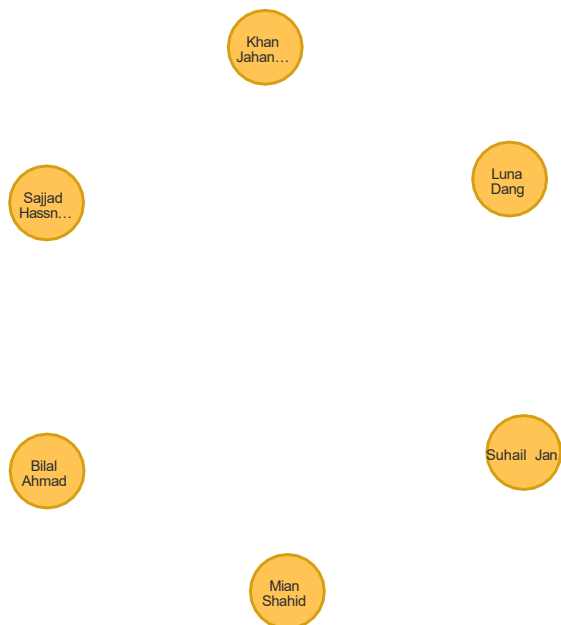 Khan
Jahan…
Luna
Dang
Sajjad
Hassn…
Suhail Jan
Bilal
Ahmad
Mian
Shahid